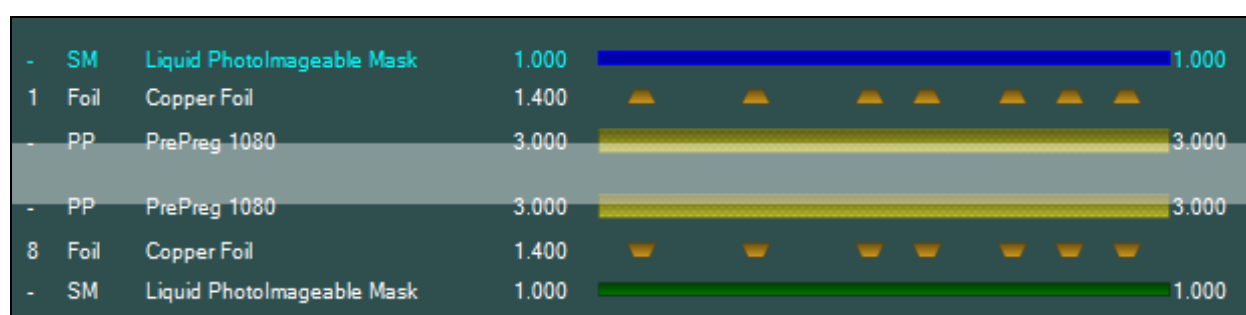 - SM Liquid PhotoImageable Mask 1.000 1.000
1 Foil Copper Foil 1.400
- PP PrePreg 1080 3.000 3.000
- PP PrePreg 1080 3.000 3.000
8 Foil Copper Foil 1.400
- SM Liquid PhotoImageable Mask 1.000 1.000